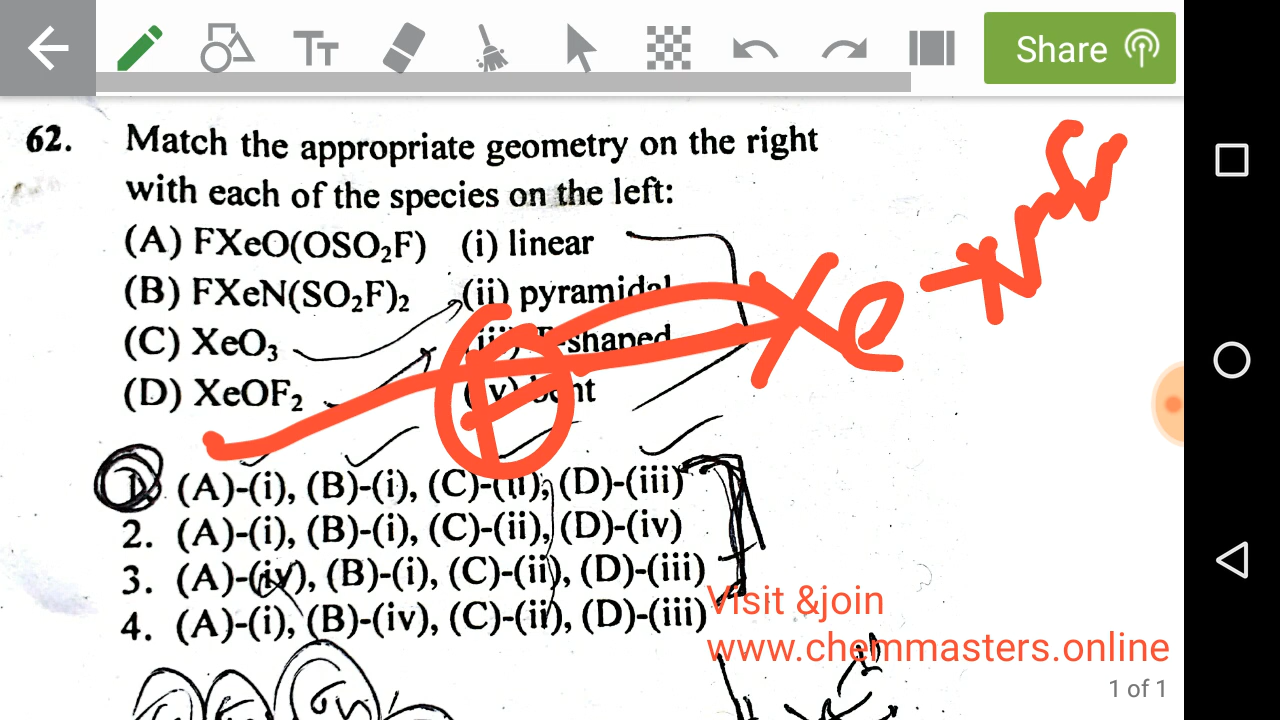 Share
62. Match the appropriate geometry on the right
with each of the species on the left:
(A) FXeO(OSO₂F) (i) linear
(B) FXeN(SO₂F)₂ (ii) pyramidal
(C) XeO₃ (iii) T-shaped
(D) XeOF₂ (iv) bent
1. (A)-(i), (B)-(i), (C)-(ii), (D)-(iii)
2. (A)-(i), (B)-(i), (C)-(ii), (D)-(iv)
3. (A)-(iv), (B)-(i), (C)-(ii), (D)-(iii)
4. (A)-(i), (B)-(iv), (C)-(ii), (D)-(iii)
Xe
Visit &join
www.chemmasters.online
1 of 1